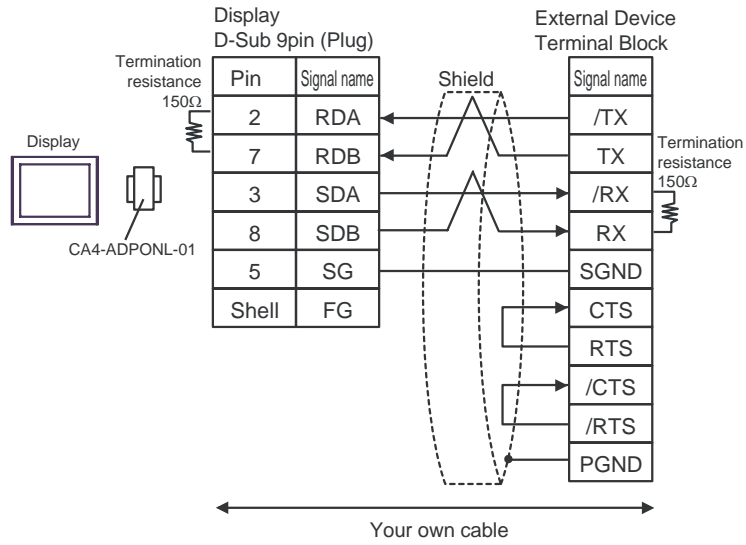 Display
D-Sub 9pin (Plug)
External Device
Terminal Block
Termination
resistance
150Ω
Pin Signal name
Shield
Signal name
2 RDA
/TX
7 RDB
TX
3 SDA
/RX
8 SDB
RX
5 SG
SGND
Shell FG
CTS
RTS
/CTS
/RTS
PGND
Termination
resistance
150Ω
Display
CA4-ADPONL-01
Your own cable